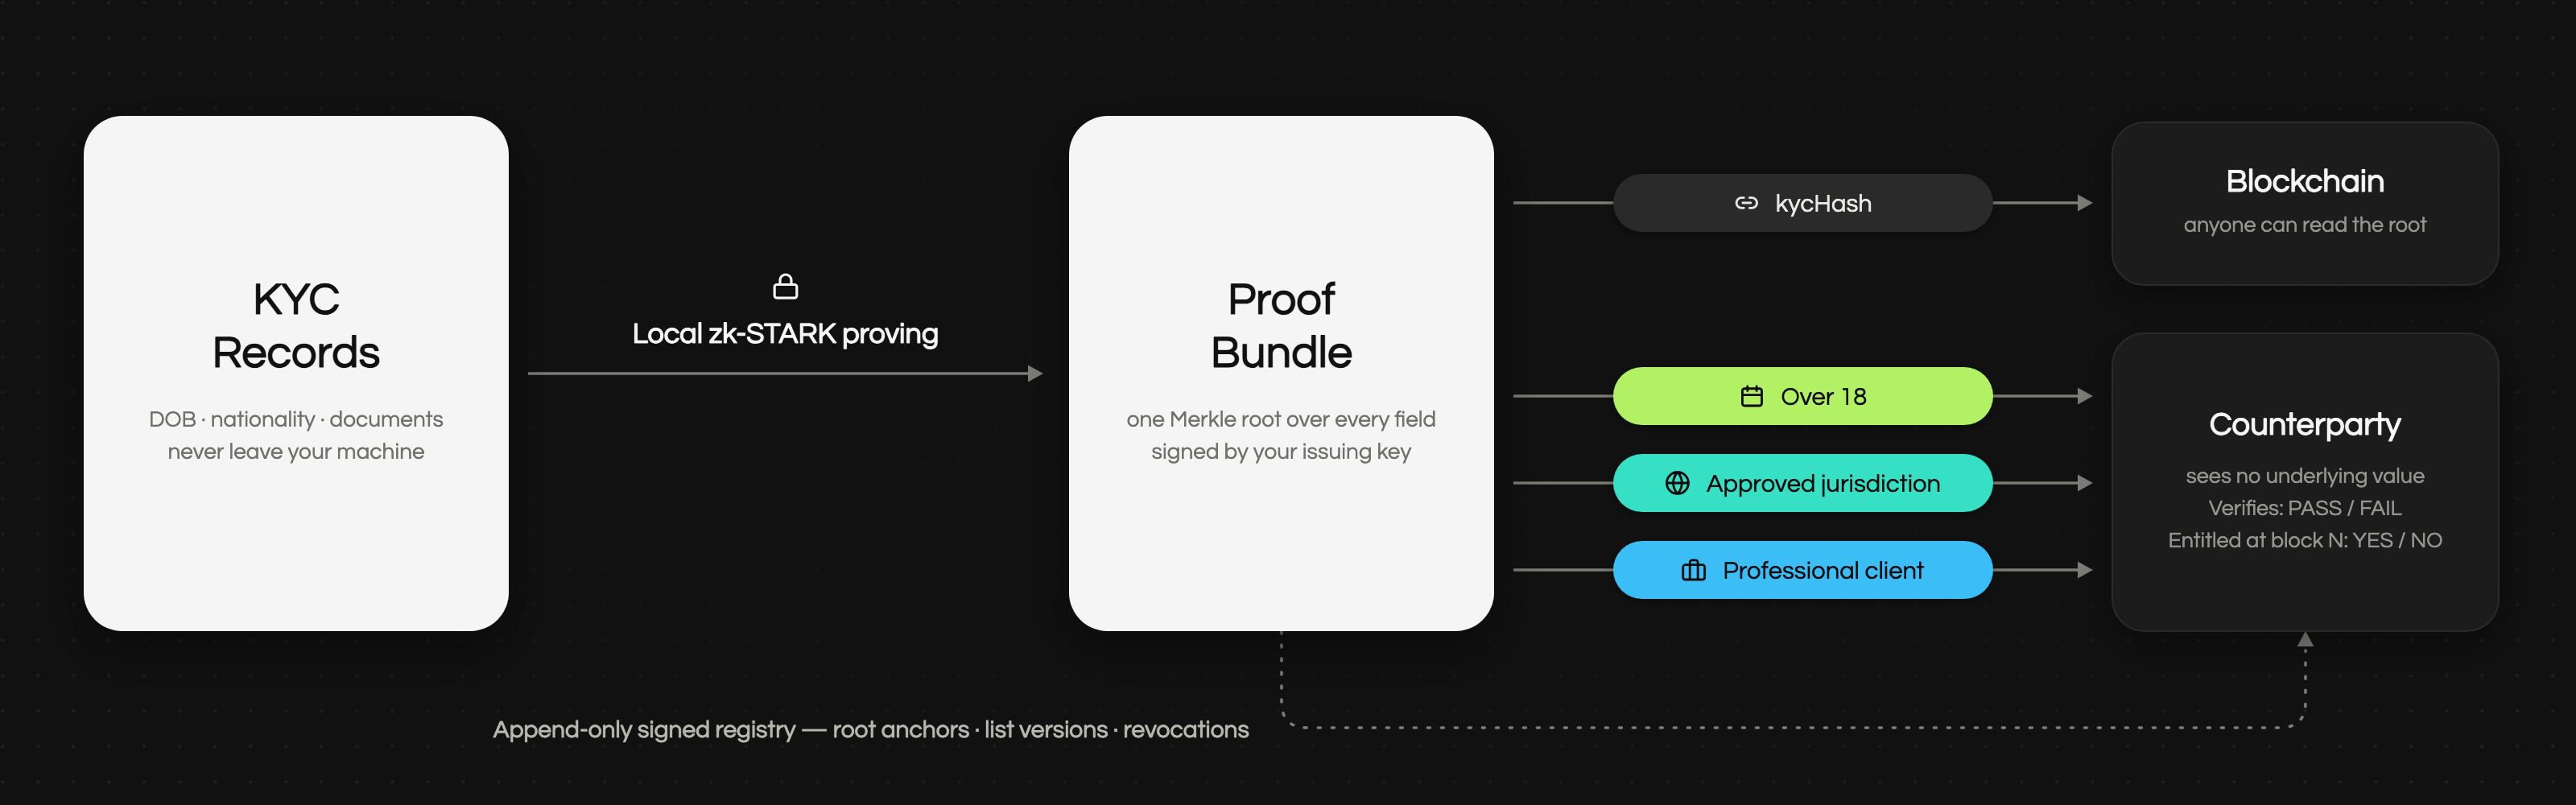 KYC
Records
DOB · nationality · documents
never leave your machine
Local zk-STARK proving
Proof
Bundle
one Merkle root over every field
signed by your issuing key
kycHash
Over 18
Approved jurisdiction
Professional client
Blockchain
anyone can read the root
Counterparty
sees no underlying value
Verifies: PASS / FAIL
Entitled at block N: YES / NO
Append-only signed registry — root anchors · list versions · revocations